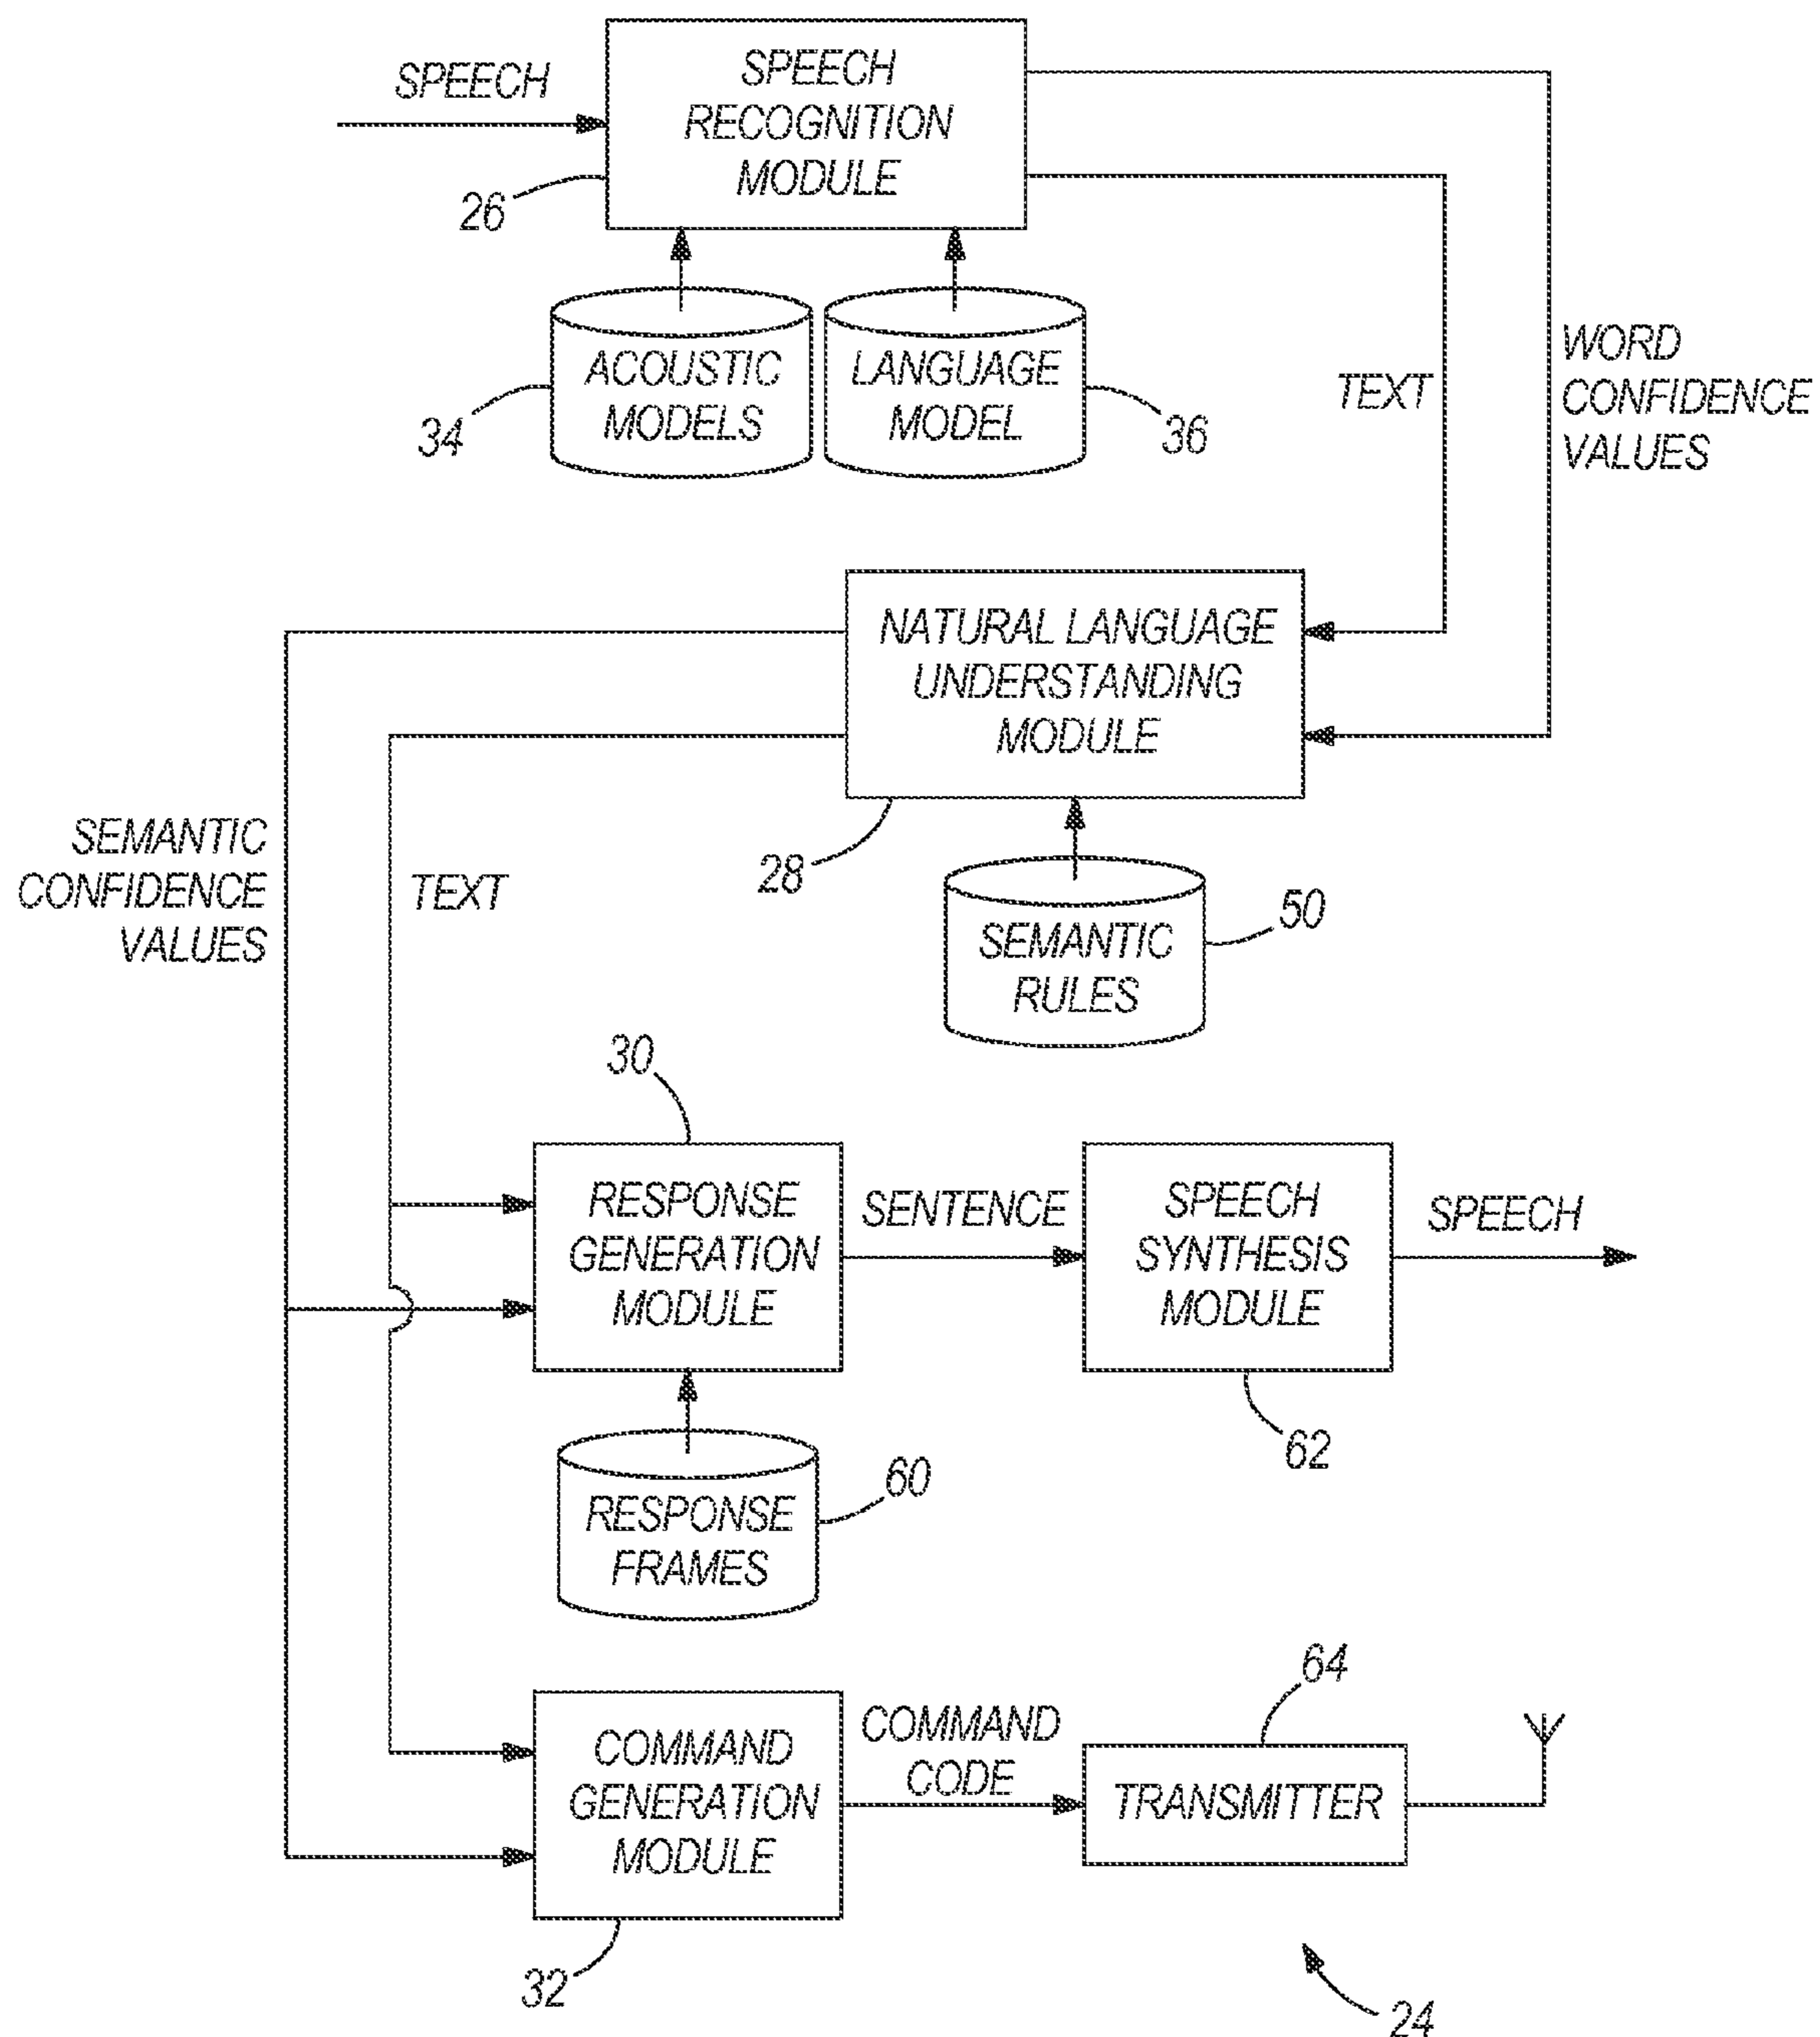 SPEECH
SPEECH
RECOGNITION
MODULE
26
ACOUSTIC
MODELS
34
LANGUAGE
MODEL
36
TEXT
WORD
CONFIDENCE
VALUES
NATURAL LANGUAGE
UNDERSTANDING
MODULE
28
SEMANTIC
CONFIDENCE
VALUES
TEXT
SEMANTIC
RULES
50
30
RESPONSE
GENERATION
MODULE
SENTENCE
SPEECH
SYNTHESIS
MODULE
SPEECH
62
RESPONSE
FRAMES
60
64
COMMAND
GENERATION
MODULE
COMMAND
CODE
TRANSMITTER
32
24